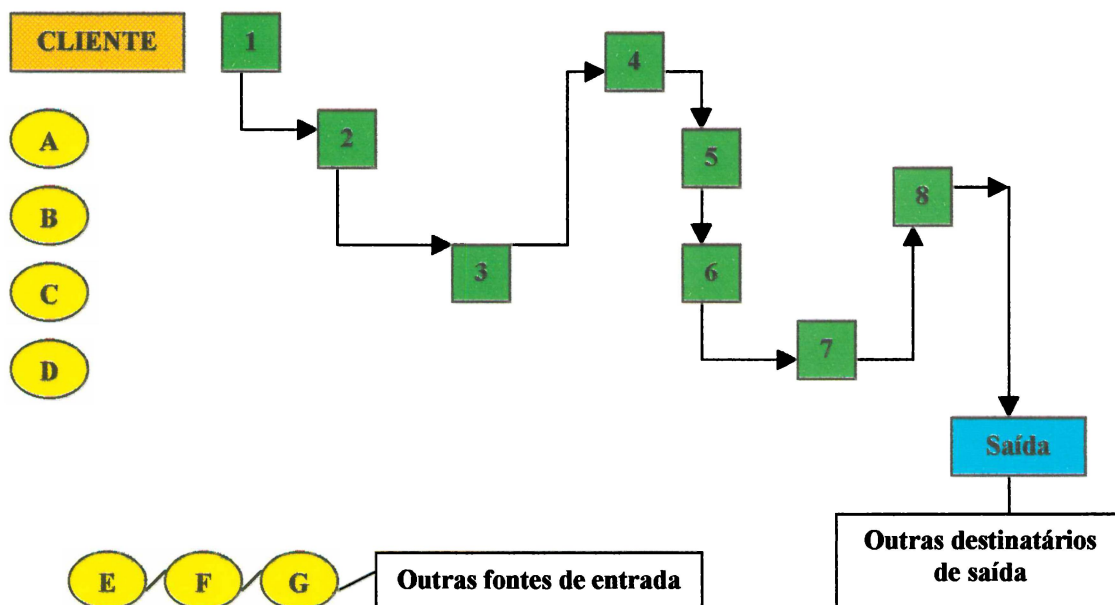 CLIENTE
1
4
A
2
5
B
8
C
3
6
D
7
Saída
Outras destinatários
de saída
E
F
G
Outras fontes de entrada